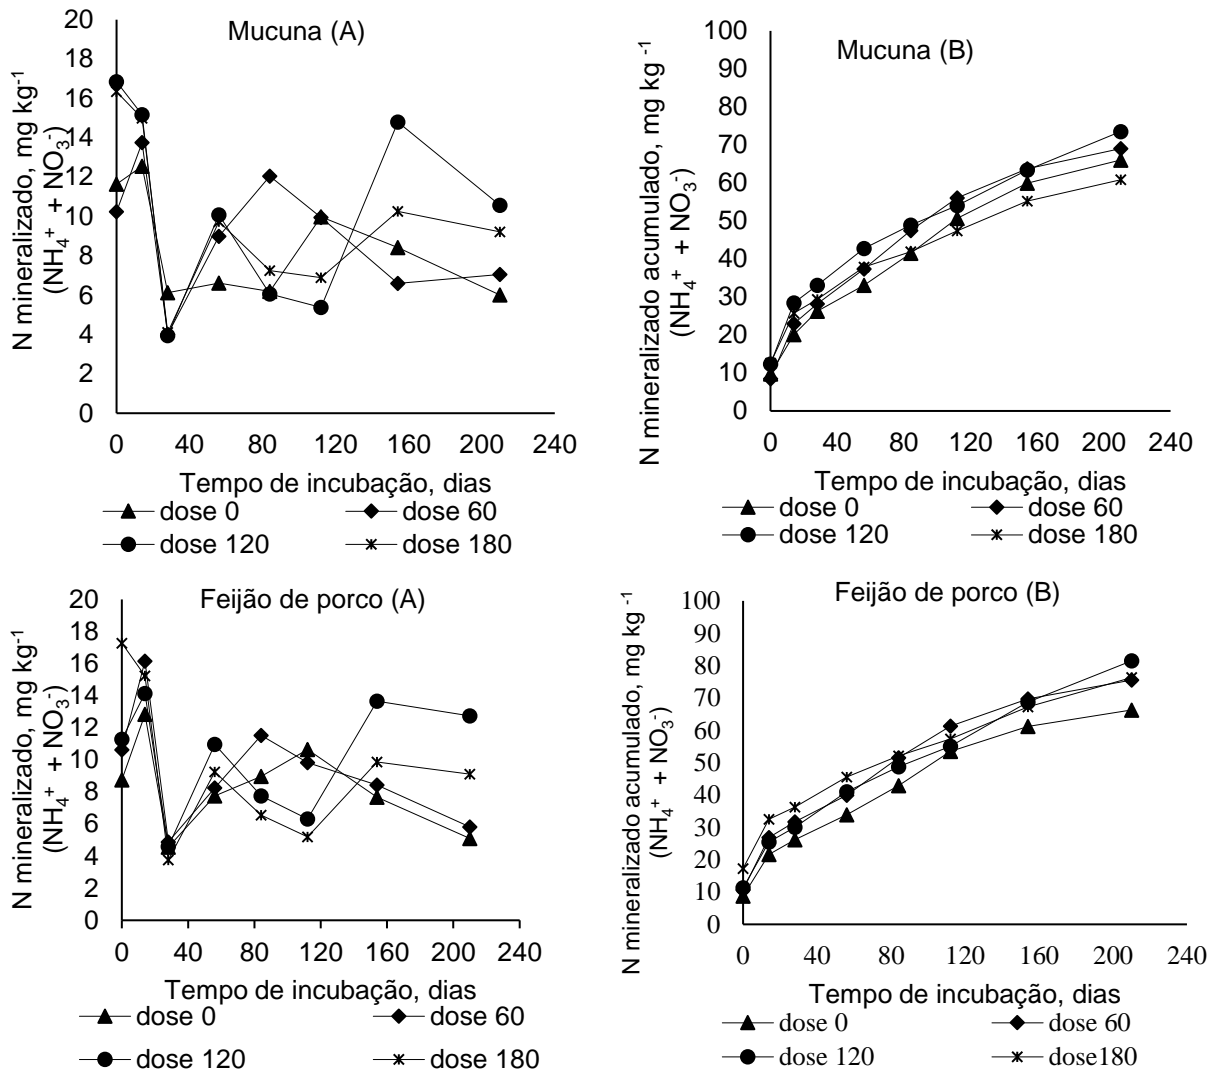 Mucuna (A)
N mineralizado, mg kg⁻¹
(NH₄⁺ + NO₃⁻)
20
18
16
14
12
10
8
6
4
2
0
0 40 80 120 160 200 240
Tempo de incubação, dias
dose 0 dose 60
dose 120 dose 180
Mucuna (B)
N mineralizado acumulado, mg kg⁻¹
(NH₄⁺ + NO₃⁻)
100
90
80
70
60
50
40
30
20
10
0
0 40 80 120 160 200 240
Tempo de incubação, dias
dose 0 dose 60
dose 120 dose 180
Feijão de porco (A)
N mineralizado, mg kg⁻¹
(NH₄⁺ + NO₃⁻)
20
18
16
14
12
10
8
6
4
2
0
0 40 80 120 160 200 240
Tempo de incubação, dias
dose 0 dose 60
dose 120 dose 180
Feijão de porco (B)
N mineralizado acumulado, mg kg⁻¹
(NH₄⁺ + NO₃⁻)
100
90
80
70
60
50
40
30
20
10
0
0 40 80 120 160 200 240
Tempo de incubação, dias
dose 0 dose 60
dose 120 dose180